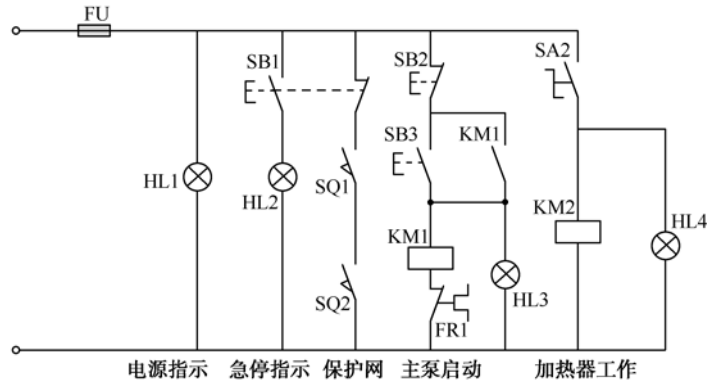 FU
SB1
SB2
SA2
SB3
KM1
HL1
HL2
SQ1
KM1
KM2
HL4
SQ2
HL3
FR1
电源指示 急停指示 保护网 主泵启动 加热器工作